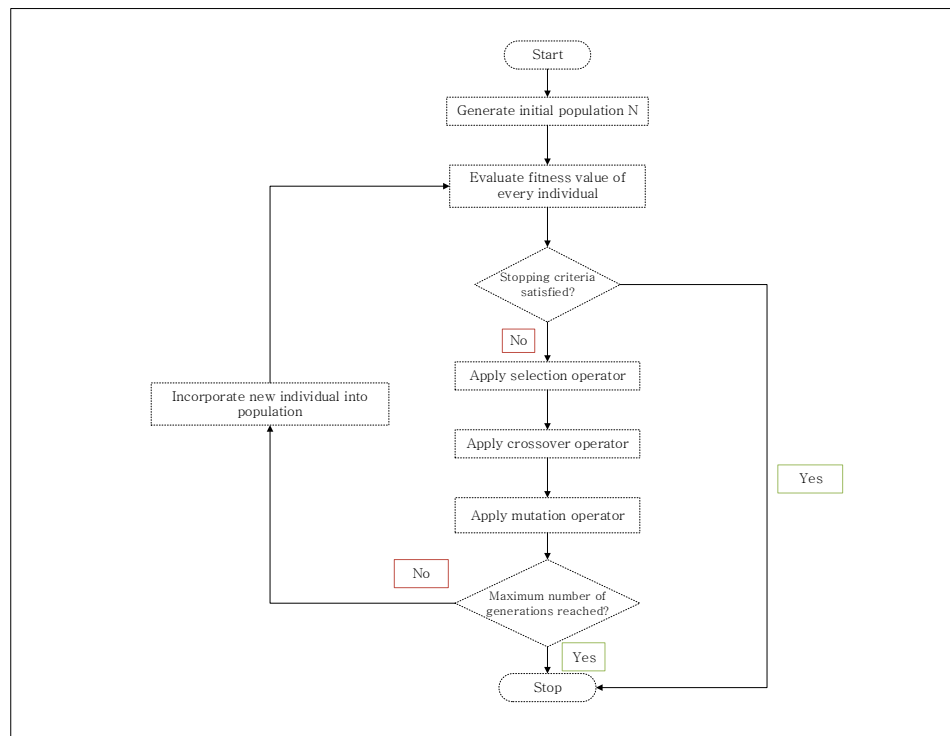 Start
Generate initial population N
Evaluate fitness value of
every individual
Stopping criteria
satisfied?
No
Apply selection operator
Incorporate new individual into
population
Apply crossover operator
Yes
Apply mutation operator
No
Maximum number of
generations reached?
Yes
Stop